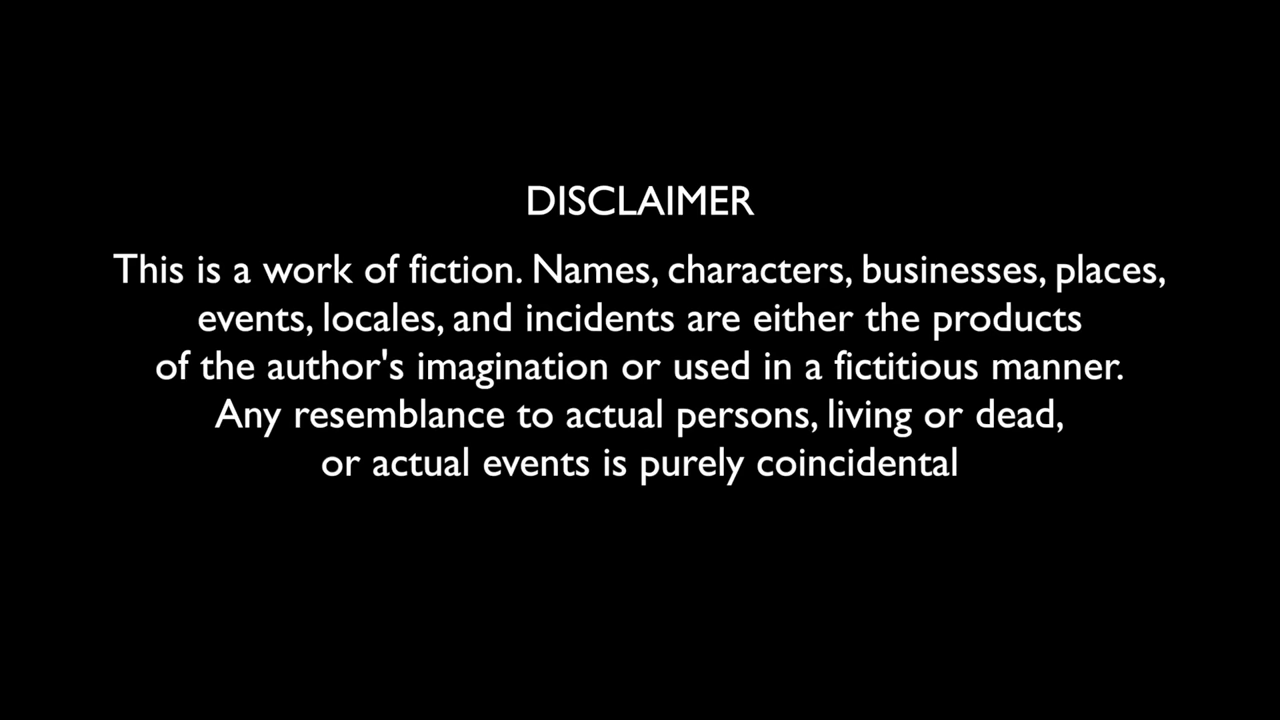 DISCLAIMER
This is a work of fiction. Names, characters, businesses, places,
events, locales, and incidents are either the products
of the author's imagination or used in a fictitious manner.
Any resemblance to actual persons, living or dead,
or actual events is purely coincidental